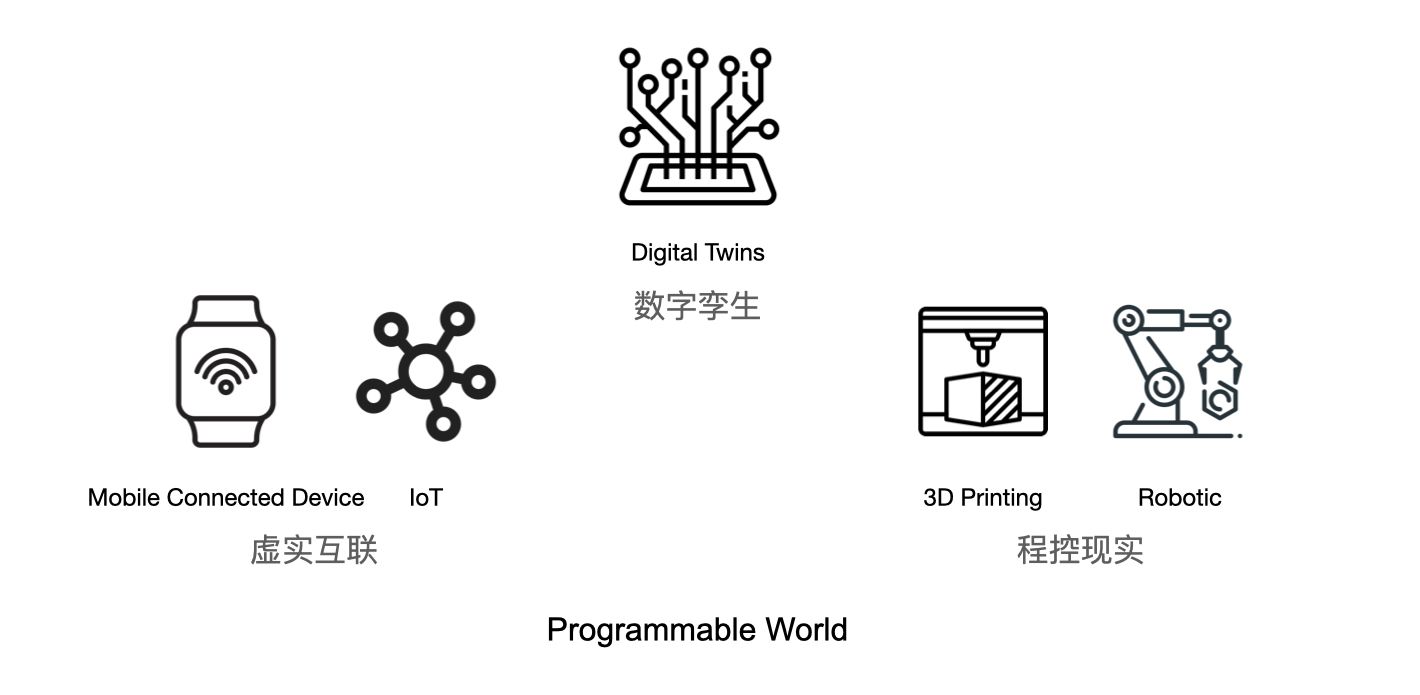 Digital Twins
数字孪生
Mobile Connected Device
IoT
虚实互联
3D Printing
Robotic
程控现实
Programmable World